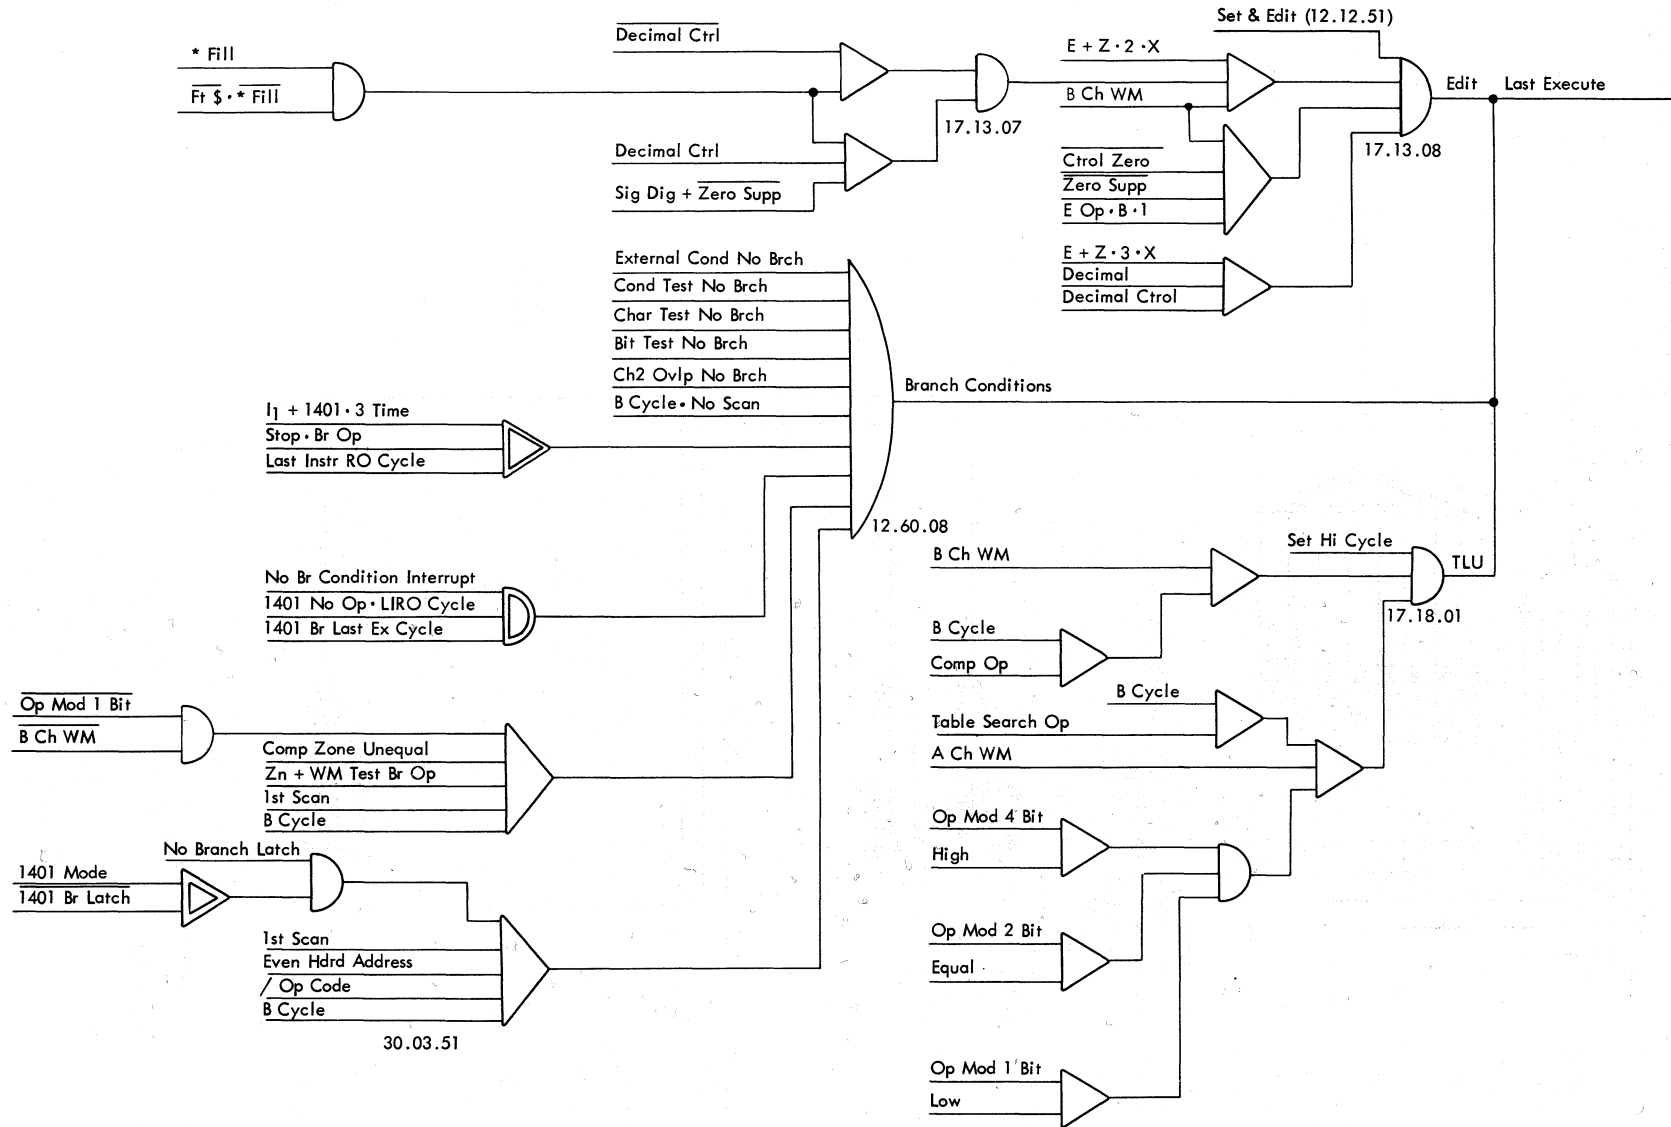 Set & Edit (12.12.51)
* Fill
Ft $ · * Fill
Decimal Ctrl
Decimal Ctrl
Sig Dig + Zero Supp
17.13.07
E + Z · 2 · X
B Ch WM
Ctrol Zero
Zero Supp
E Op · B · 1
E + Z · 3 · X
Decimal
Decimal Ctrol
17.13.08
Edit
Last Execute
External Cond No Brch
Cond Test No Brch
Char Test No Brch
Bit Test No Brch
Ch2 Ovlp No Brch
B Cycle · No Scan
Branch Conditions
I1 + 1401 · 3 Time
Stop · Br Op
Last Instr RO Cycle
12.60.08
No Br Condition Interrupt
1401 No Op · LIRO Cycle
1401 Br Last Ex Cycle
Op Mod 1 Bit
B Ch WM
Comp Zone Unequal
Zn + WM Test Br Op
1st Scan
B Cycle
No Branch Latch
1401 Mode
1401 Br Latch
1st Scan
Even Hdrd Address
/ Op Code
B Cycle
30.03.51
B Ch WM
Set Hi Cycle
TLU
17.18.01
B Cycle
Comp Op
B Cycle
Table Search Op
A Ch WM
Op Mod 4 Bit
High
Op Mod 2 Bit
Equal
Op Mod 1 Bit
Low